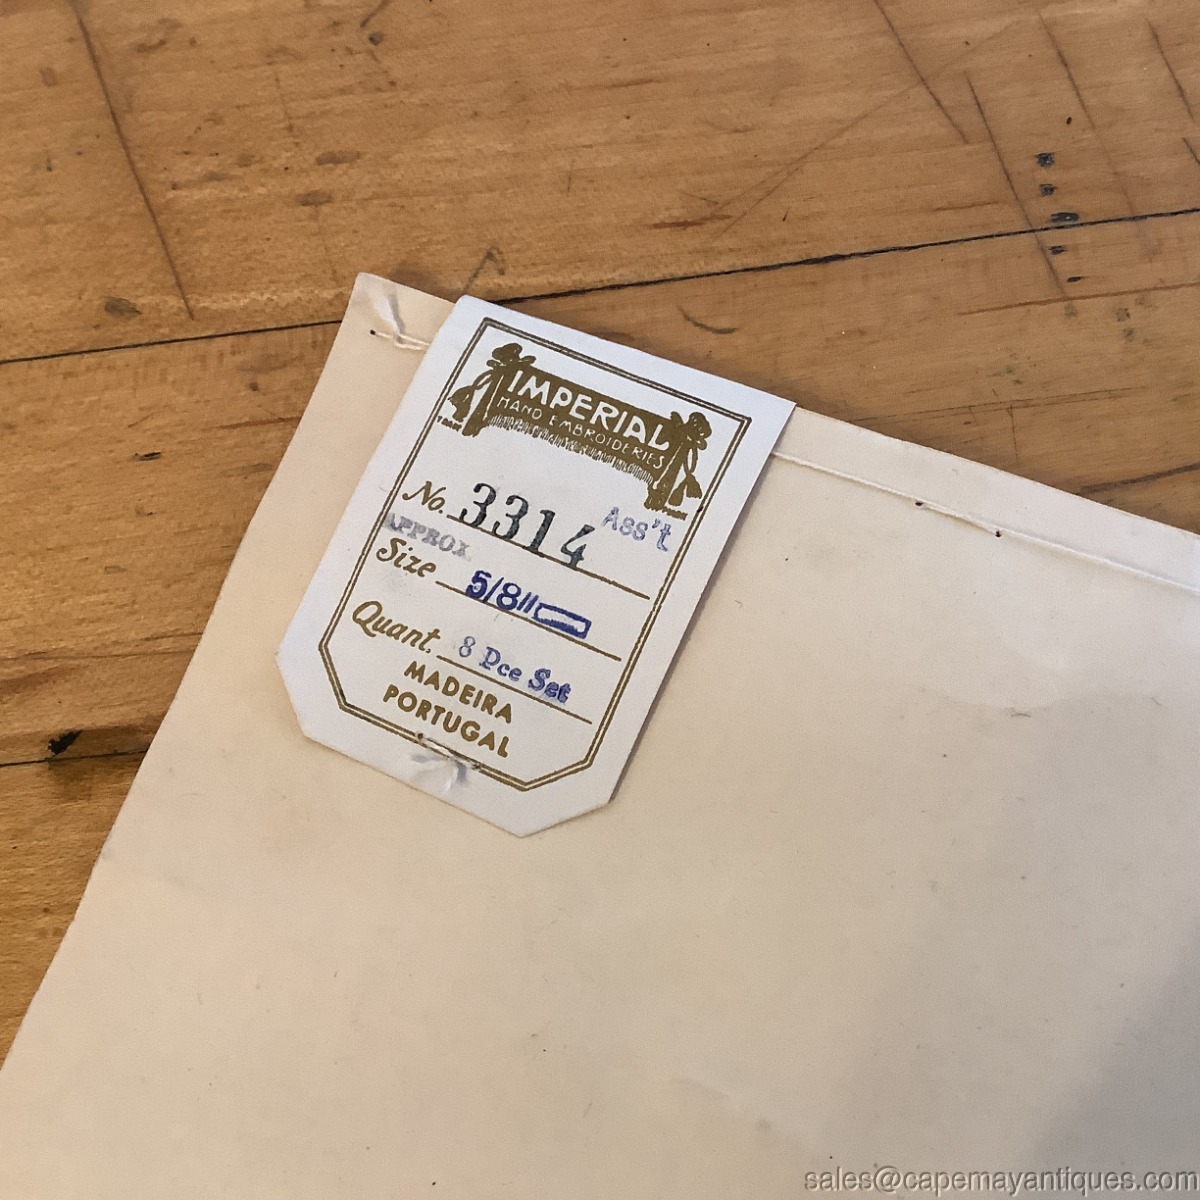 IMPERIAL
HAND EMBROIDERIES
No. 3314 Ass't
APPROX
Size 5/8"
Quant. 8 Pce Set
MADEIRA
PORTUGAL
sales@capemayantiques.com